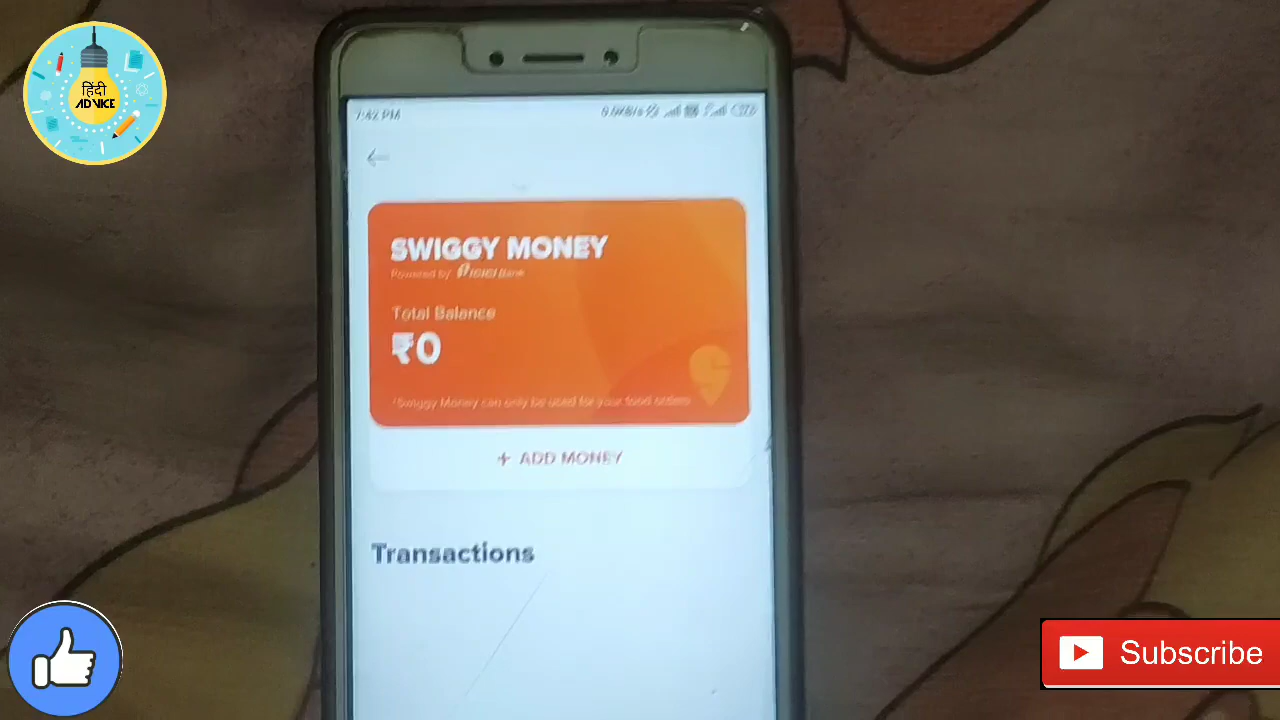 हिंदी
ADVICE
7:42 PM
SWIGGY MONEY
Powered by ICICI Bank
Total Balance
₹0
*Swiggy Money can only be used for your food orders
+ ADD MONEY
Transactions
Subscribe